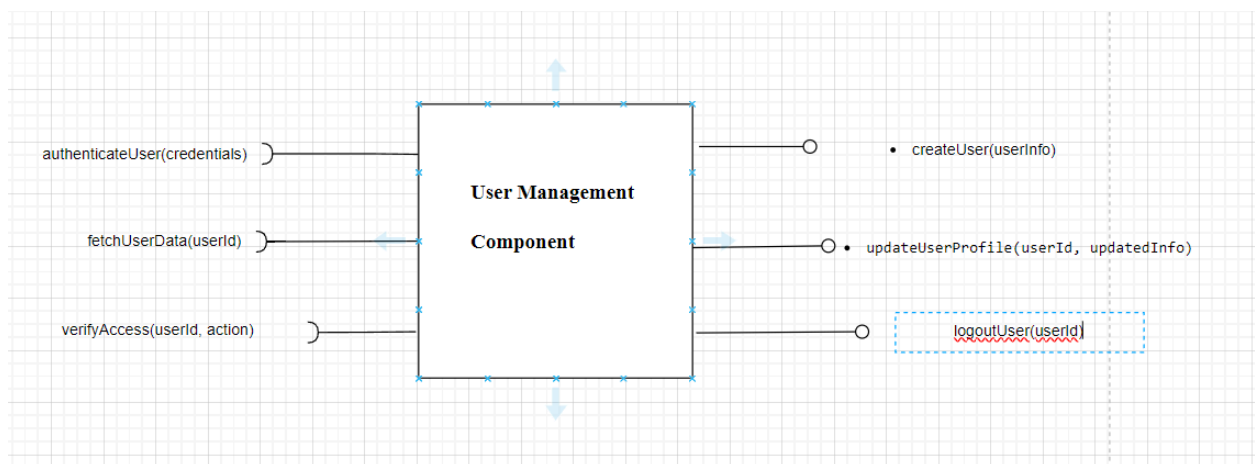 authenticateUser(credentials)
• createUser(userInfo)
User Management
fetchUserData(userId)
Component
• updateUserProfile(userId, updatedInfo)
verifyAccess(userId, action)
logoutUser(userId)